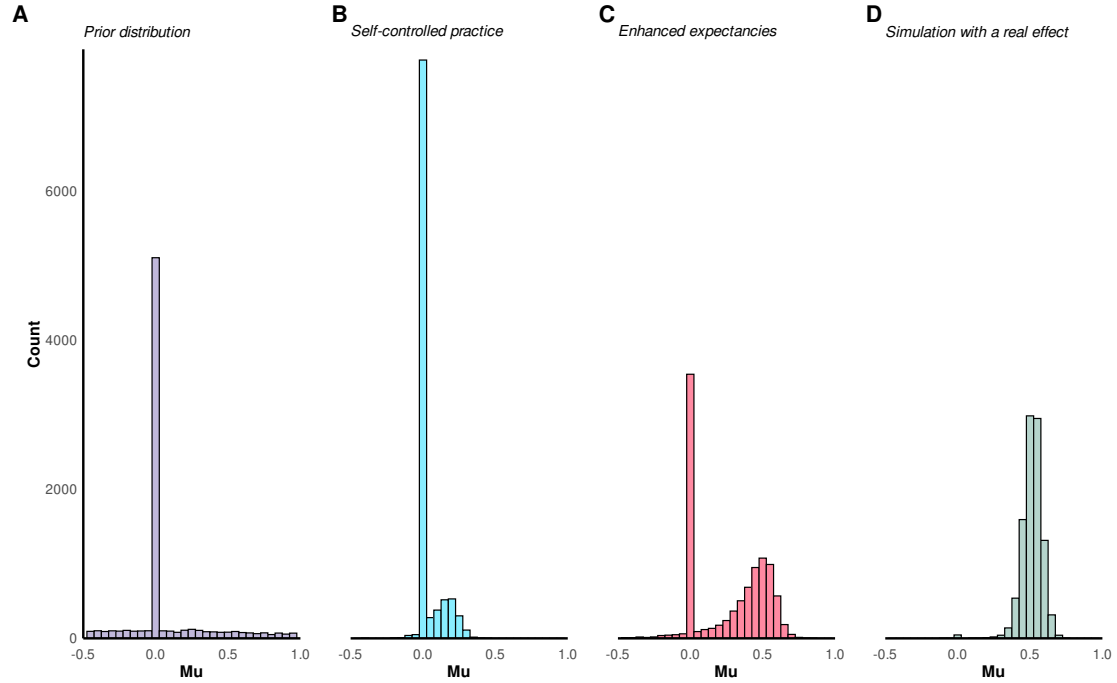 A
Prior distribution
B
Self-controlled practice
C
Enhanced expectancies
D
Simulation with a real effect
Count
6000
4000
2000
0
-0.5 0.0 0.5 1.0
Mu
-0.5 0.0 0.5 1.0
Mu
-0.5 0.0 0.5 1.0
Mu
-0.5 0.0 0.5 1.0
Mu